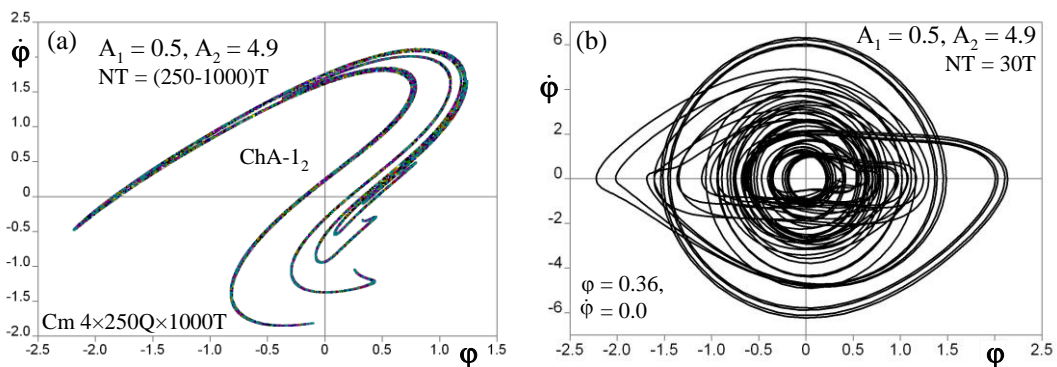 (a)
A₁ = 0.5, A₂ = 4.9
NT = (250-1000)T
ChA-1₂
Cm 4×250Q×1000T
φ̇
2.5
2.0
1.5
1.0
0.5
0
-0.5
-1.0
-1.5
-2.0
-2.5 -2.0 -1.5 -1.0 -0.5 0 0.5 1.0 1.5
φ
(b)
A₁ = 0.5, A₂ = 4.9
NT = 30T
φ̇
6
4
2
0
-2
-4
-6
φ = 0.36,
φ̇ = 0.0
-2.5 -2.0 -1.5 -1.0 -0.5 0 0.5 1.0 1.5 2.0 2.5
φ